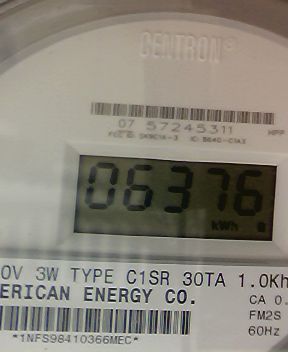 CENTRON®
07 57245311
HPP
06376
kWh
0V 3W TYPE C1SR 30TA 1.0Kh
ERICAN ENERGY CO.
CA 0.
FM2S
60Hz
*1NFS98410366MEC*